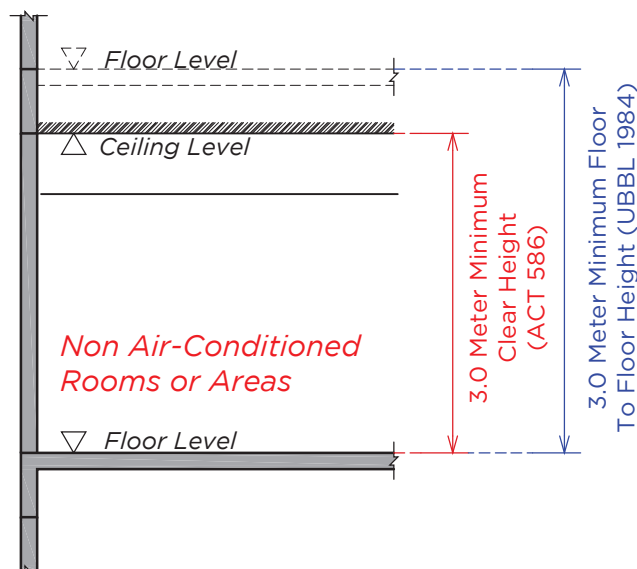 Floor Level
Ceiling Level
Non Air-Conditioned
Rooms or Areas
Floor Level
3.0 Meter Minimum
Clear Height
(ACT 586)
3.0 Meter Minimum Floor
To Floor Height (UBBL 1984)